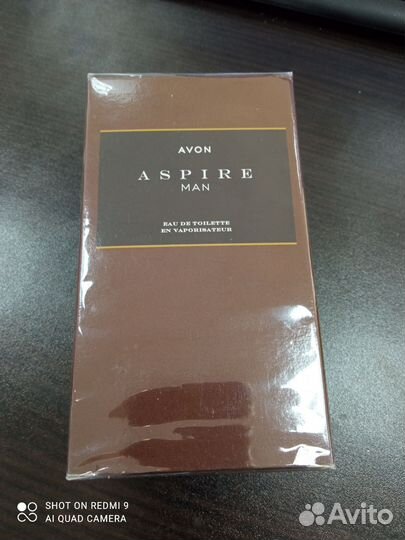 AVON
ASPIRE
MAN
EAU DE TOILETTE
EN VAPORISATEUR
SHOT ON REDMI 9
AI QUAD CAMERA
Avito